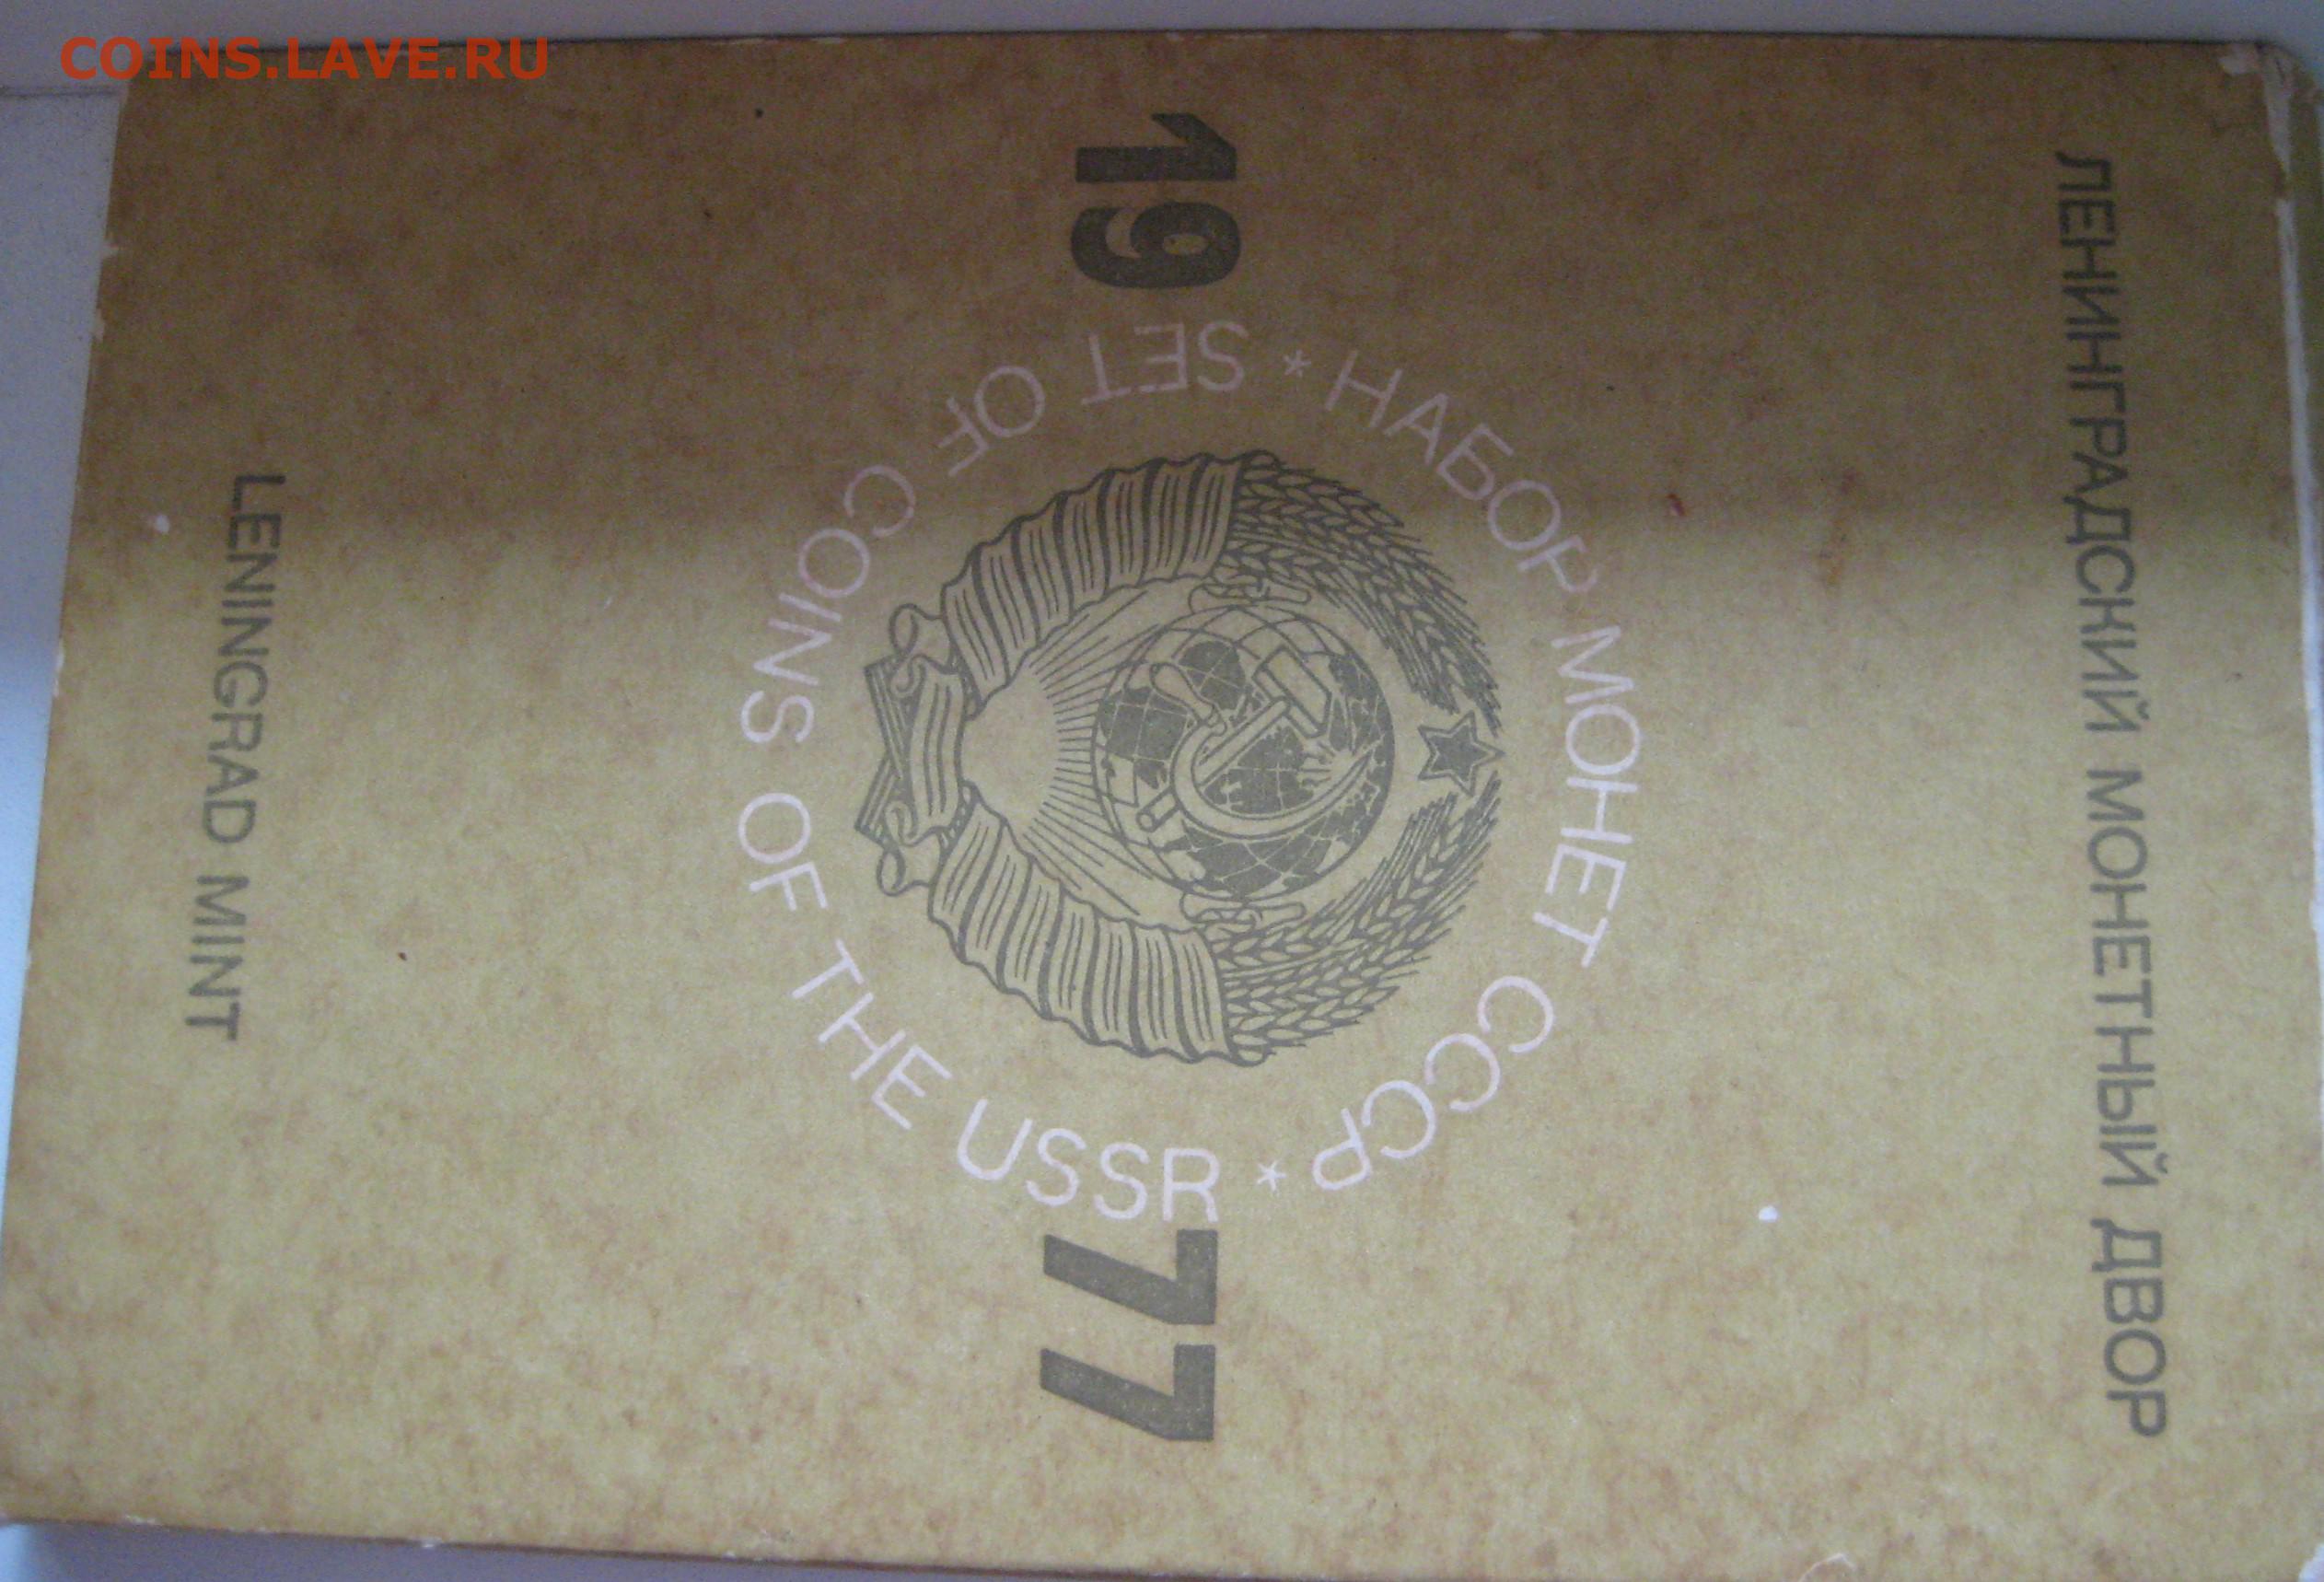 COINS.LAVE.RU
ЛЕНИНГРАДСКИЙ МОНЕТНЫЙ ДВОР
* НАБОР МОНЕТ СССР *
19 77
SET OF COINS OF THE USSR
LENINGRAD MINT